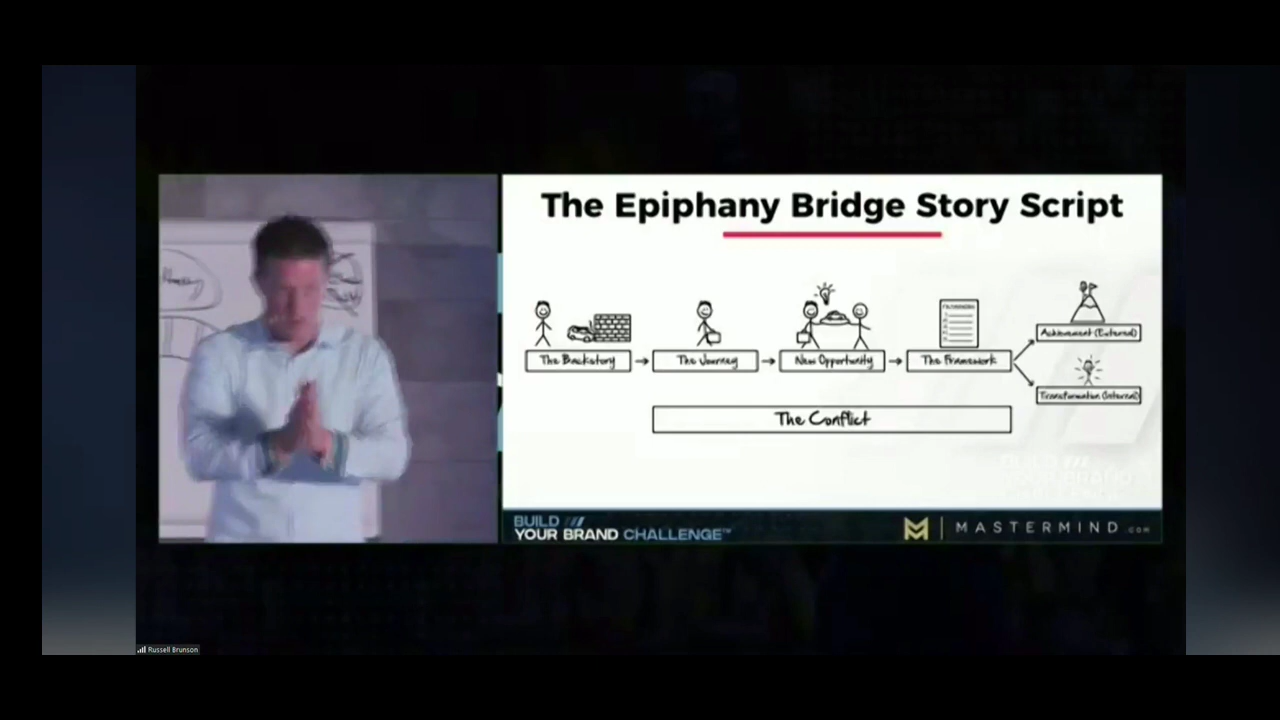 The Epiphany Bridge Story Script
The Backstory
The Journey
New Opportunity
The Framework
Achievement (External)
Transformation (Internal)
The Conflict
BUILD
YOUR BRAND CHALLENGE™
MASTERMIND.COM
Russell Brunson